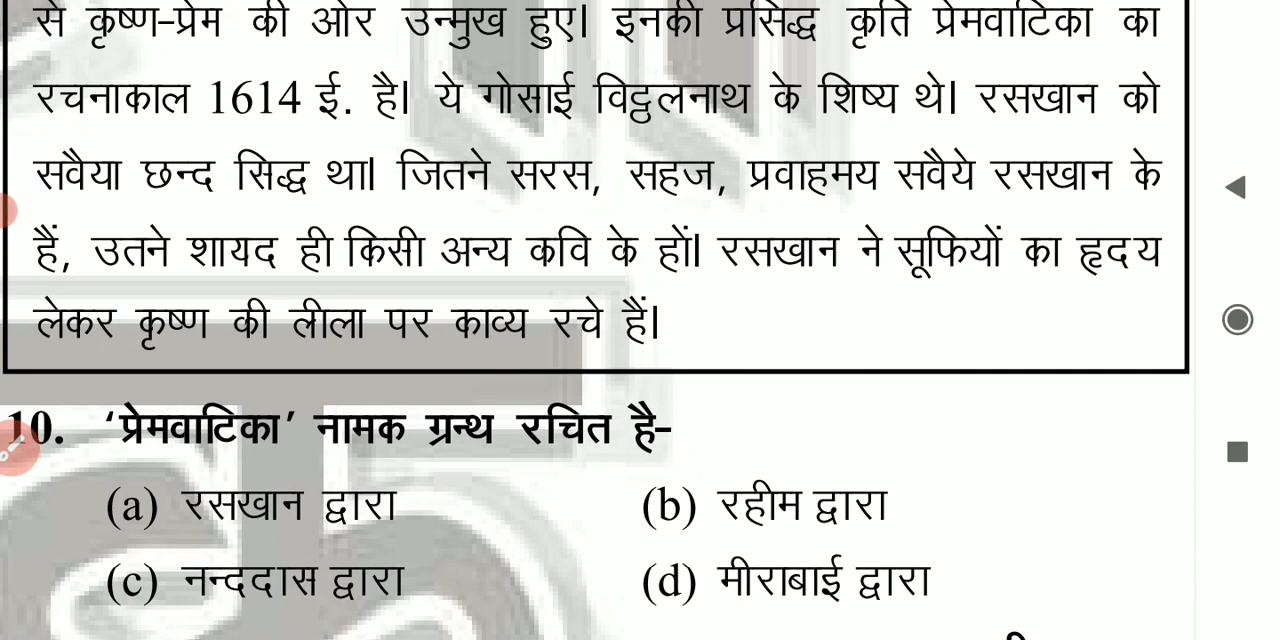 से कृष्ण-प्रेम की ओर उन्मुख हुए। इनकी प्रसिद्ध कृति प्रेमवाटिका का
रचनाकाल 1614 ई. है। ये गोसाई विट्ठलनाथ के शिष्य थे। रसखान को
सवैया छन्द सिद्ध था। जितने सरस, सहज, प्रवाहमय सवैये रसखान के
हैं, उतने शायद ही किसी अन्य कवि के हों। रसखान ने सूफियों का हृदय
लेकर कृष्ण की लीला पर काव्य रचे हैं।
10. ‘प्रेमवाटिका’ नामक ग्रन्थ रचित है-
(a) रसखान द्वारा (b) रहीम द्वारा
(c) नन्ददास द्वारा (d) मीराबाई द्वारा